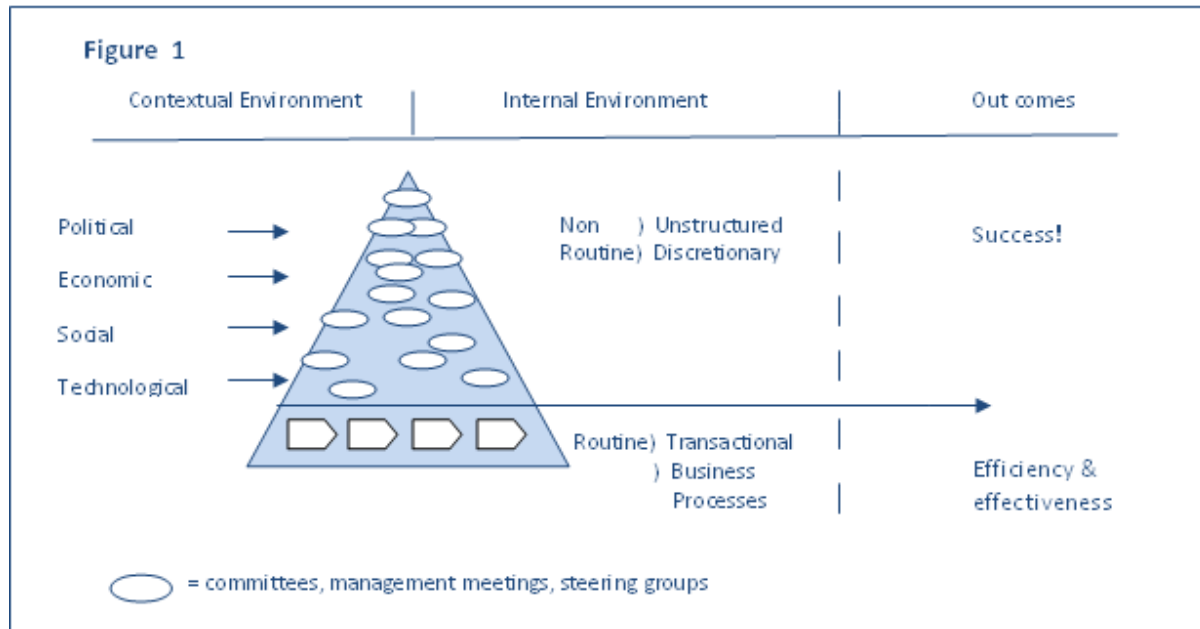 Figure 1
Contextual Environment
Internal Environment
Out comes
Political
Economic
Social
Technological
Non ) Unstructured
Routine) Discretionary
Success!
Routine) Transactional
) Business
Processes
Efficiency &
effectiveness
= committees, management meetings, steering groups